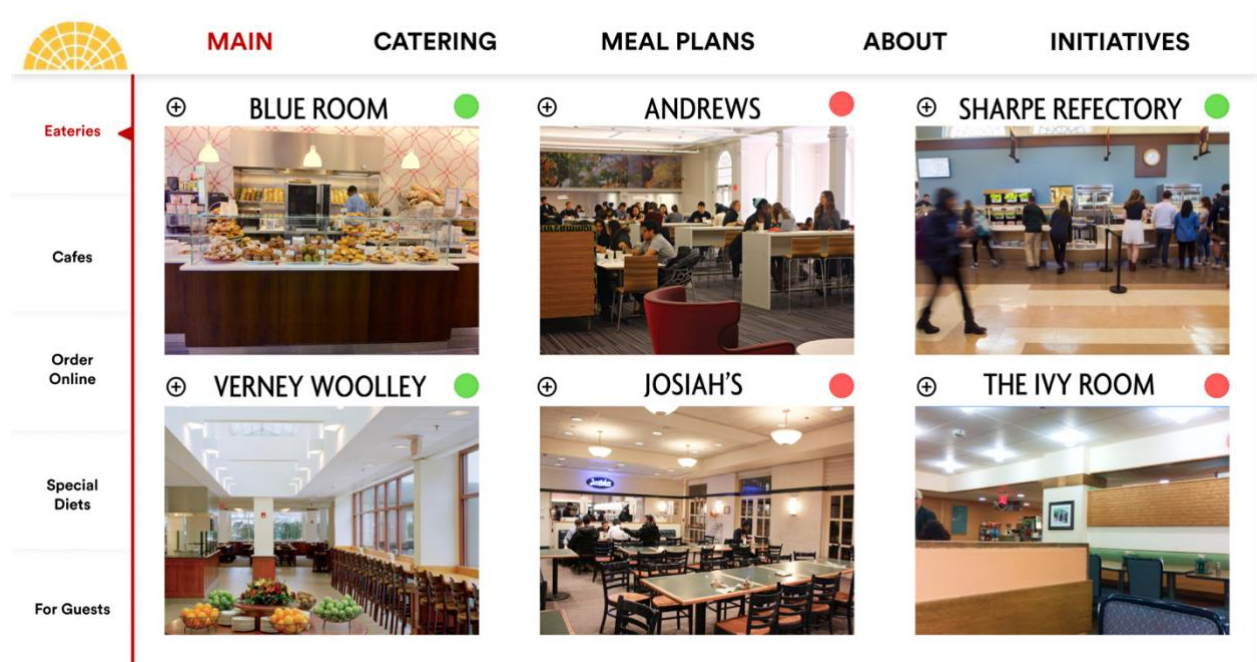 MAIN
CATERING
MEAL PLANS
ABOUT
INITIATIVES
Eateries
Cafes
Order
Online
Special
Diets
For Guests
BLUE ROOM
ANDREWS
SHARPE REFECTORY
VERNEY WOOLLEY
JOSIAH'S
THE IVY ROOM